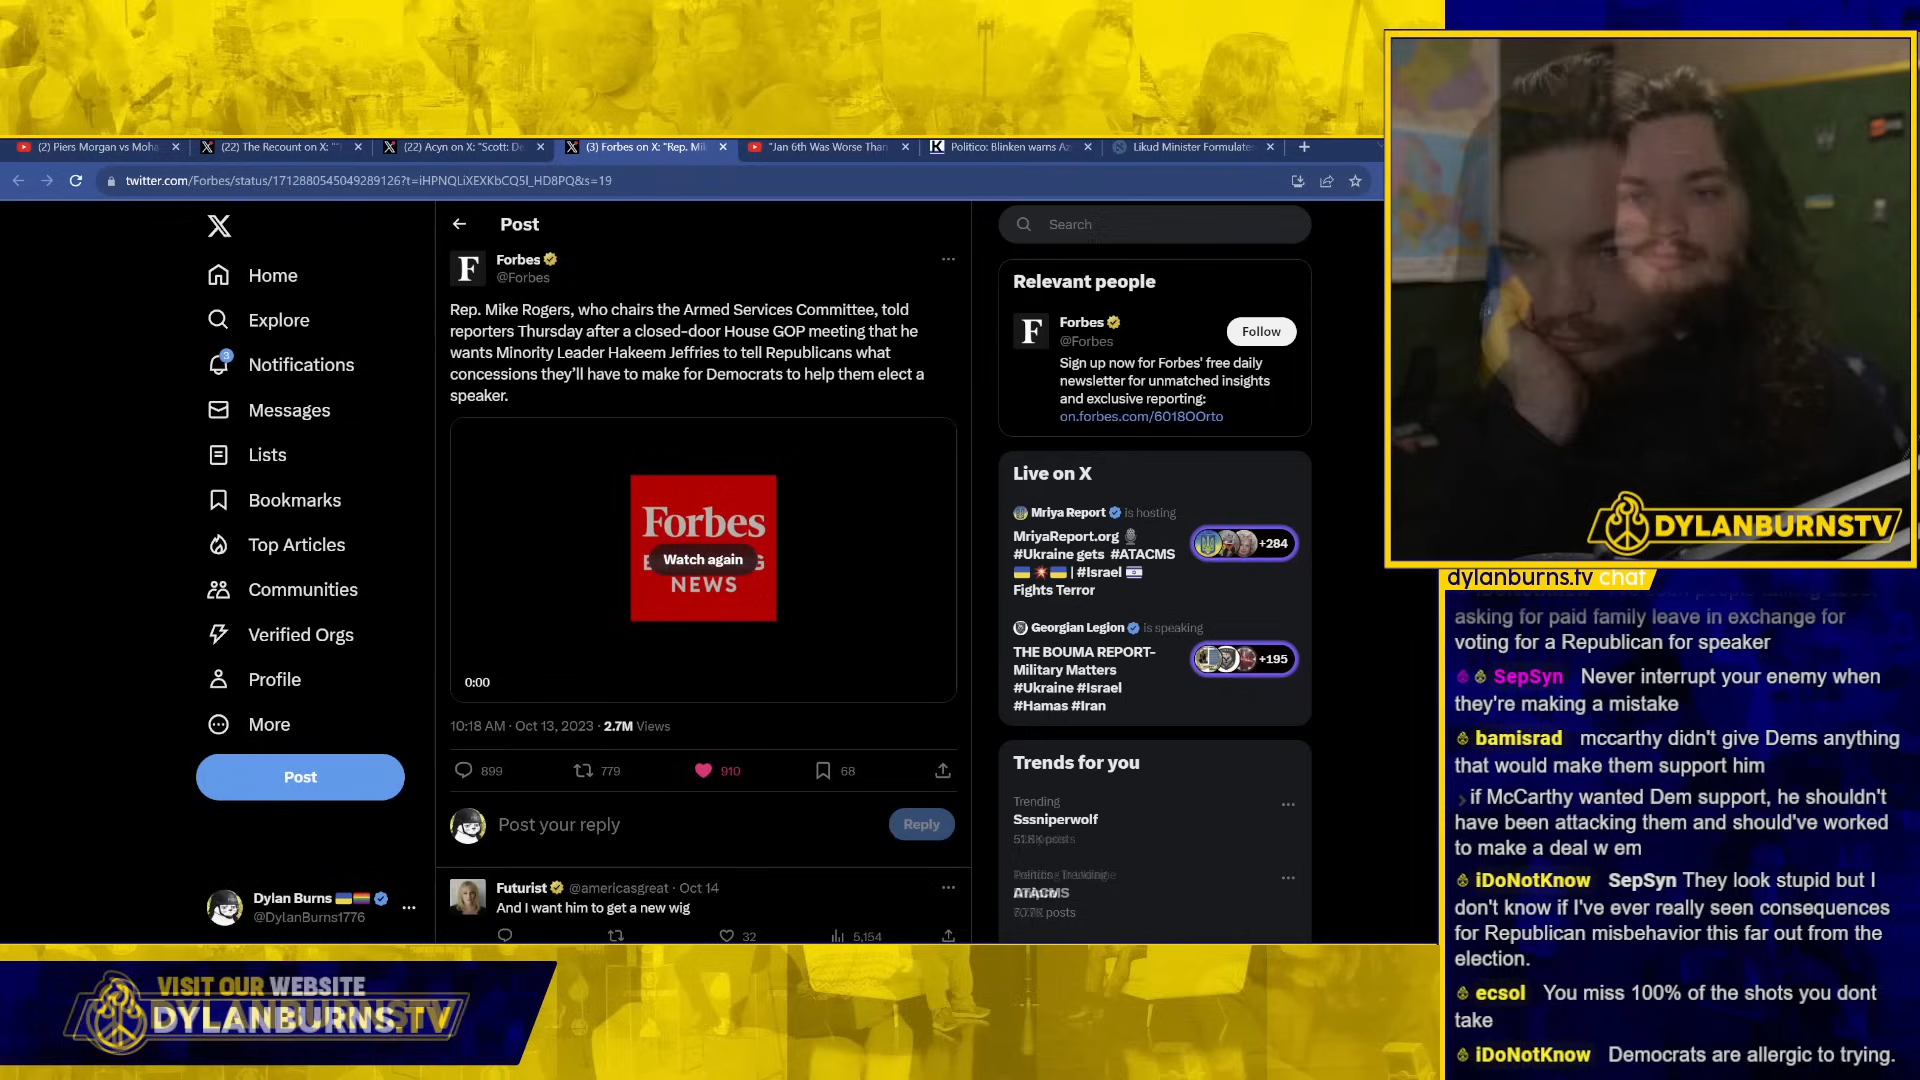 (2) Piers Morgan vs Moha
(22) The Recount on X: "
(22) Acyn on X: "Scott: De
(3) Forbes on X: "Rep. Mik
"Jan 6th Was Worse Than
Politico: Blinken warns Az
Likud Minister Formulate
twitter.com/Forbes/status/1712880545049289126?t=iHPNQLiXEXKbCQ5l_HD8PQ&s=19
Home
Explore
3
Notifications
Messages
Lists
Bookmarks
Top Articles
Communities
Verified Orgs
Profile
More
Post
Dylan Burns
@DylanBurns1776
Post
Forbes
@Forbes
Rep. Mike Rogers, who chairs the Armed Services Committee, told
reporters Thursday after a closed-door House GOP meeting that he
wants Minority Leader Hakeem Jeffries to tell Republicans what
concessions they'll have to make for Democrats to help them elect a
speaker.
Forbes
Watch again
NEWS
0:00
10:18 AM · Oct 13, 2023 · 2.7M Views
899 779 910 68
Post your reply
Reply
Futurist @americasgreat · Oct 14
And I want him to get a new wig
32 5,154
Search
Relevant people
Forbes
@Forbes
Follow
Sign up now for Forbes' free daily
newsletter for unmatched insights
and exclusive reporting:
on.forbes.com/6018OOrto
Live on X
Mriya Report is hosting
MriyaReport.org
#Ukraine gets #ATACMS
| #Israel
Fights Terror
+284
Georgian Legion is speaking
THE BOUMA REPORT-
Military Matters
#Ukraine #Israel
#Hamas #Iran
+195
Trends for you
Trending
Sssniperwolf
posts
posts
DYLANBURNSTV
dylanburns.tv chat
asking for paid family leave in exchange for
voting for a Republican for speaker
SepSyn Never interrupt your enemy when
they're making a mistake
bamisrad mccarthy didn't give Dems anything
that would make them support him
if McCarthy wanted Dem support, he shouldn't
have been attacking them and should've worked
to make a deal w em
iDoNotKnow SepSyn They look stupid but I
don't know if I've ever really seen consequences
for Republican misbehavior this far out from the
election.
ecsol You miss 100% of the shots you dont
take
iDoNotKnow Democrats are allergic to trying.
VISIT OUR WEBSITE
DYLANBURNS.TV